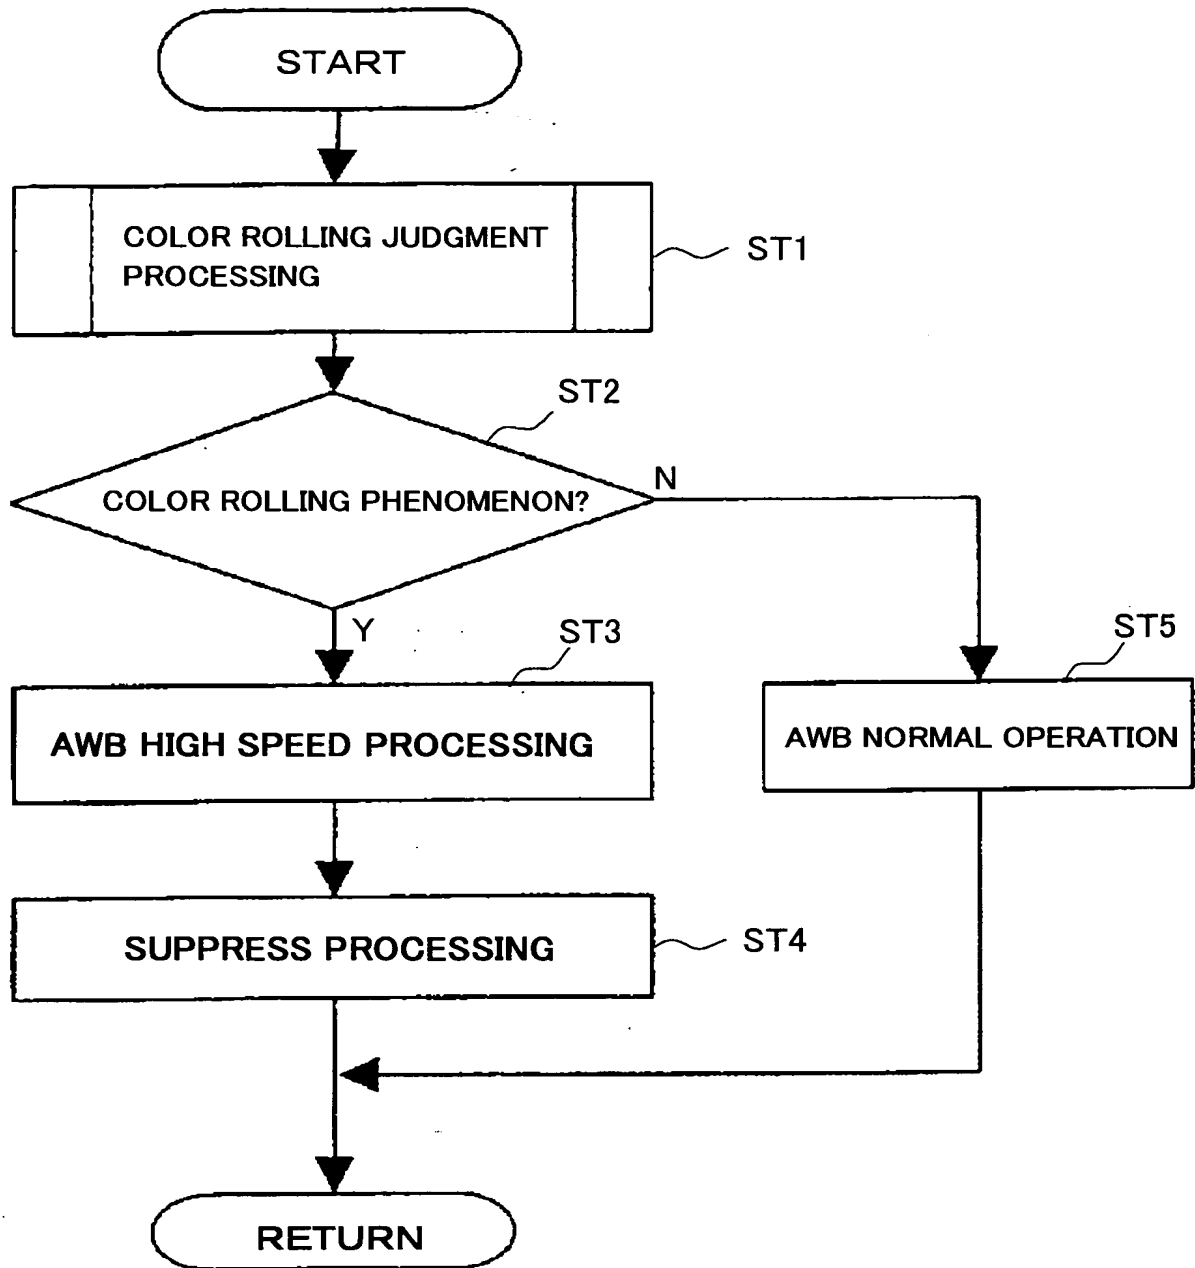 START
COLOR ROLLING JUDGMENT
PROCESSING
ST1
ST2
COLOR ROLLING PHENOMENON?
N
Y
ST3
AWB HIGH SPEED PROCESSING
ST5
AWB NORMAL OPERATION
SUPPRESS PROCESSING
ST4
RETURN